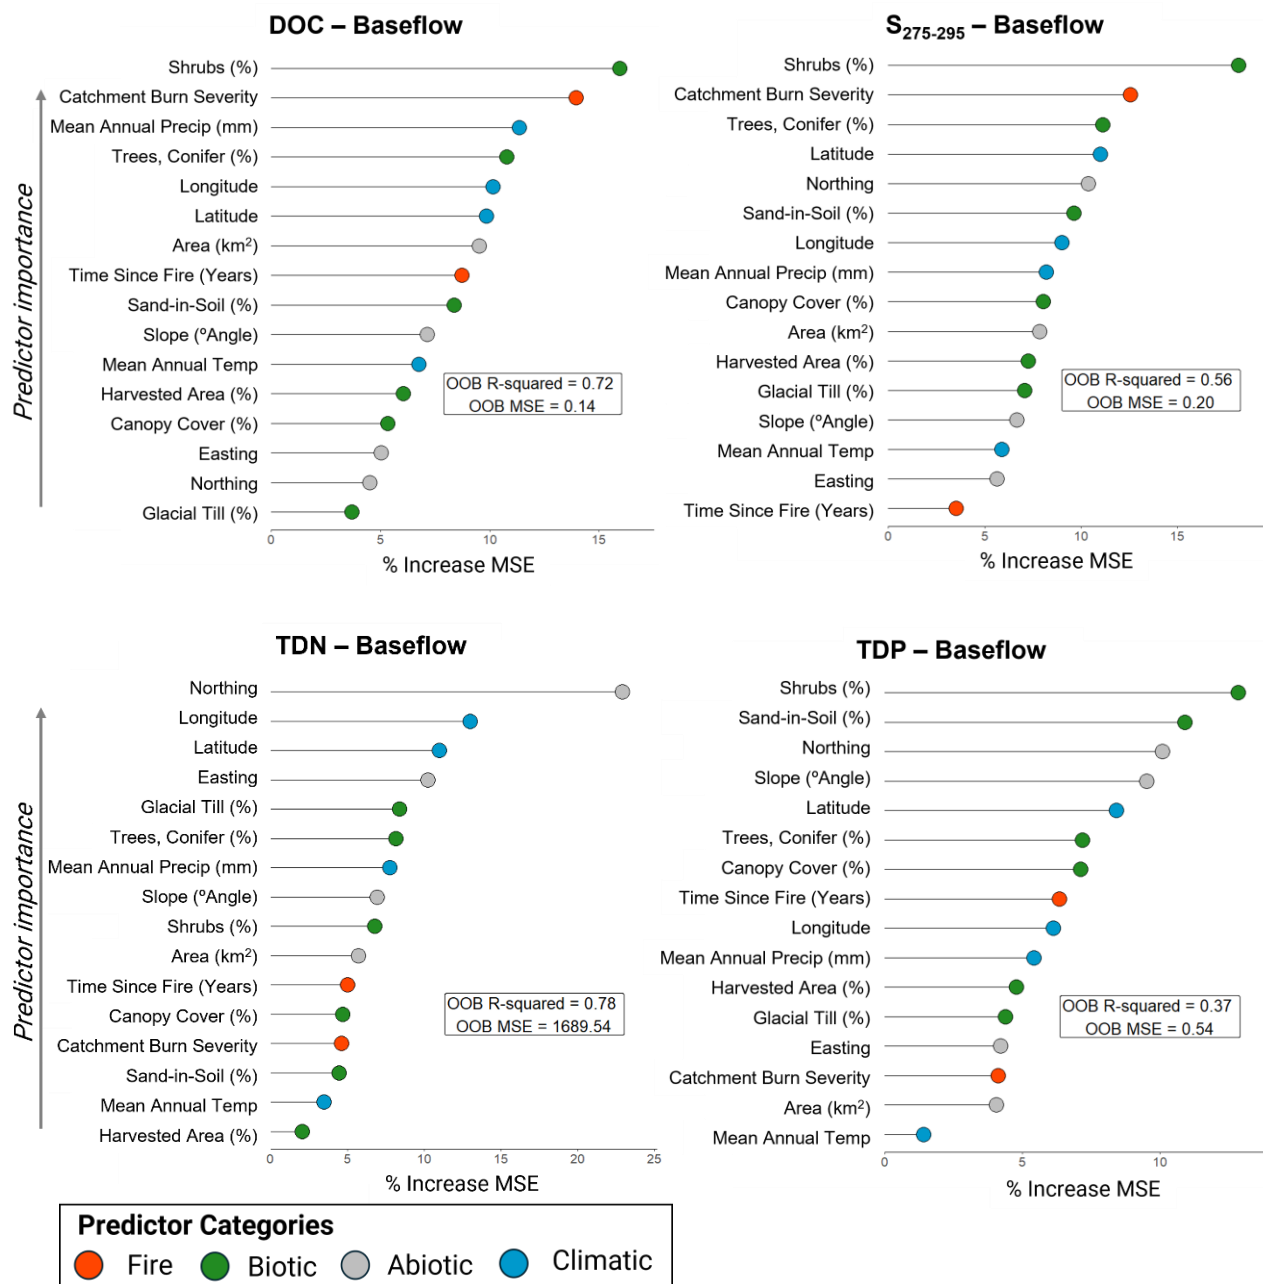 DOC – Baseflow
Predictor importance
Shrubs (%)
Catchment Burn Severity
Mean Annual Precip (mm)
Trees, Conifer (%)
Longitude
Latitude
Area (km²)
Time Since Fire (Years)
Sand-in-Soil (%)
Slope (ºAngle)
Mean Annual Temp
Harvested Area (%)
Canopy Cover (%)
Easting
Northing
Glacial Till (%)
OOB R-squared = 0.72
OOB MSE = 0.14
0 5 10 15
% Increase MSE
S275-295 – Baseflow
Shrubs (%)
Catchment Burn Severity
Trees, Conifer (%)
Latitude
Northing
Sand-in-Soil (%)
Longitude
Mean Annual Precip (mm)
Canopy Cover (%)
Area (km²)
Harvested Area (%)
Glacial Till (%)
Slope (ºAngle)
Mean Annual Temp
Easting
Time Since Fire (Years)
OOB R-squared = 0.56
OOB MSE = 0.20
0 5 10 15
% Increase MSE
TDN – Baseflow
Predictor importance
Northing
Longitude
Latitude
Easting
Glacial Till (%)
Trees, Conifer (%)
Mean Annual Precip (mm)
Slope (ºAngle)
Shrubs (%)
Area (km²)
Time Since Fire (Years)
Canopy Cover (%)
Catchment Burn Severity
Sand-in-Soil (%)
Mean Annual Temp
Harvested Area (%)
OOB R-squared = 0.78
OOB MSE = 1689.54
0 5 10 15 20 25
% Increase MSE
TDP – Baseflow
Shrubs (%)
Sand-in-Soil (%)
Northing
Slope (ºAngle)
Latitude
Trees, Conifer (%)
Canopy Cover (%)
Time Since Fire (Years)
Longitude
Mean Annual Precip (mm)
Harvested Area (%)
Glacial Till (%)
Easting
Catchment Burn Severity
Area (km²)
Mean Annual Temp
OOB R-squared = 0.37
OOB MSE = 0.54
0 5 10
% Increase MSE
Predictor Categories
Fire Biotic Abiotic Climatic